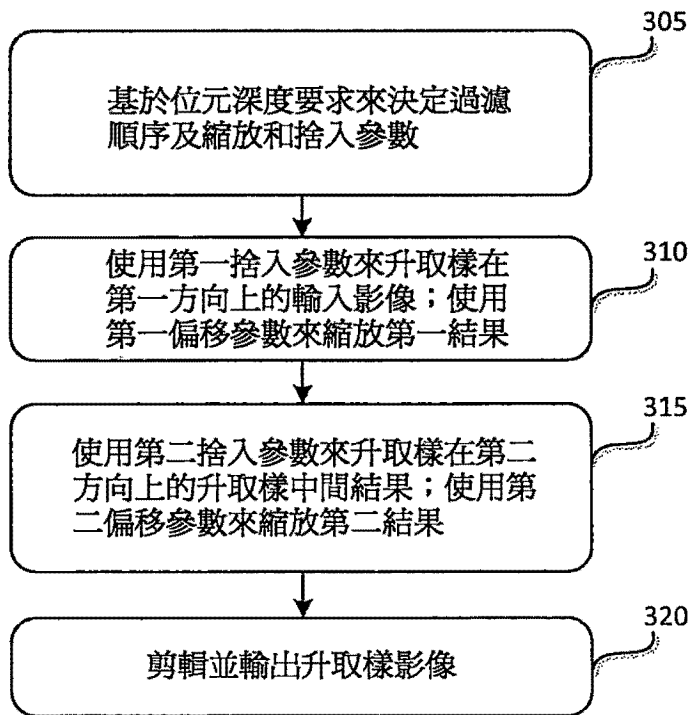 305
基於位元深度要求來決定過濾
順序及縮放和捨入參數
310
使用第一捨入參數來升取樣在
第一方向上的輸入影像；使用
第一偏移參數來縮放第一結果
315
使用第二捨入參數來升取樣在第二
方向上的升取樣中間結果；使用第
二偏移參數來縮放第二結果
320
剪輯並輸出升取樣影像